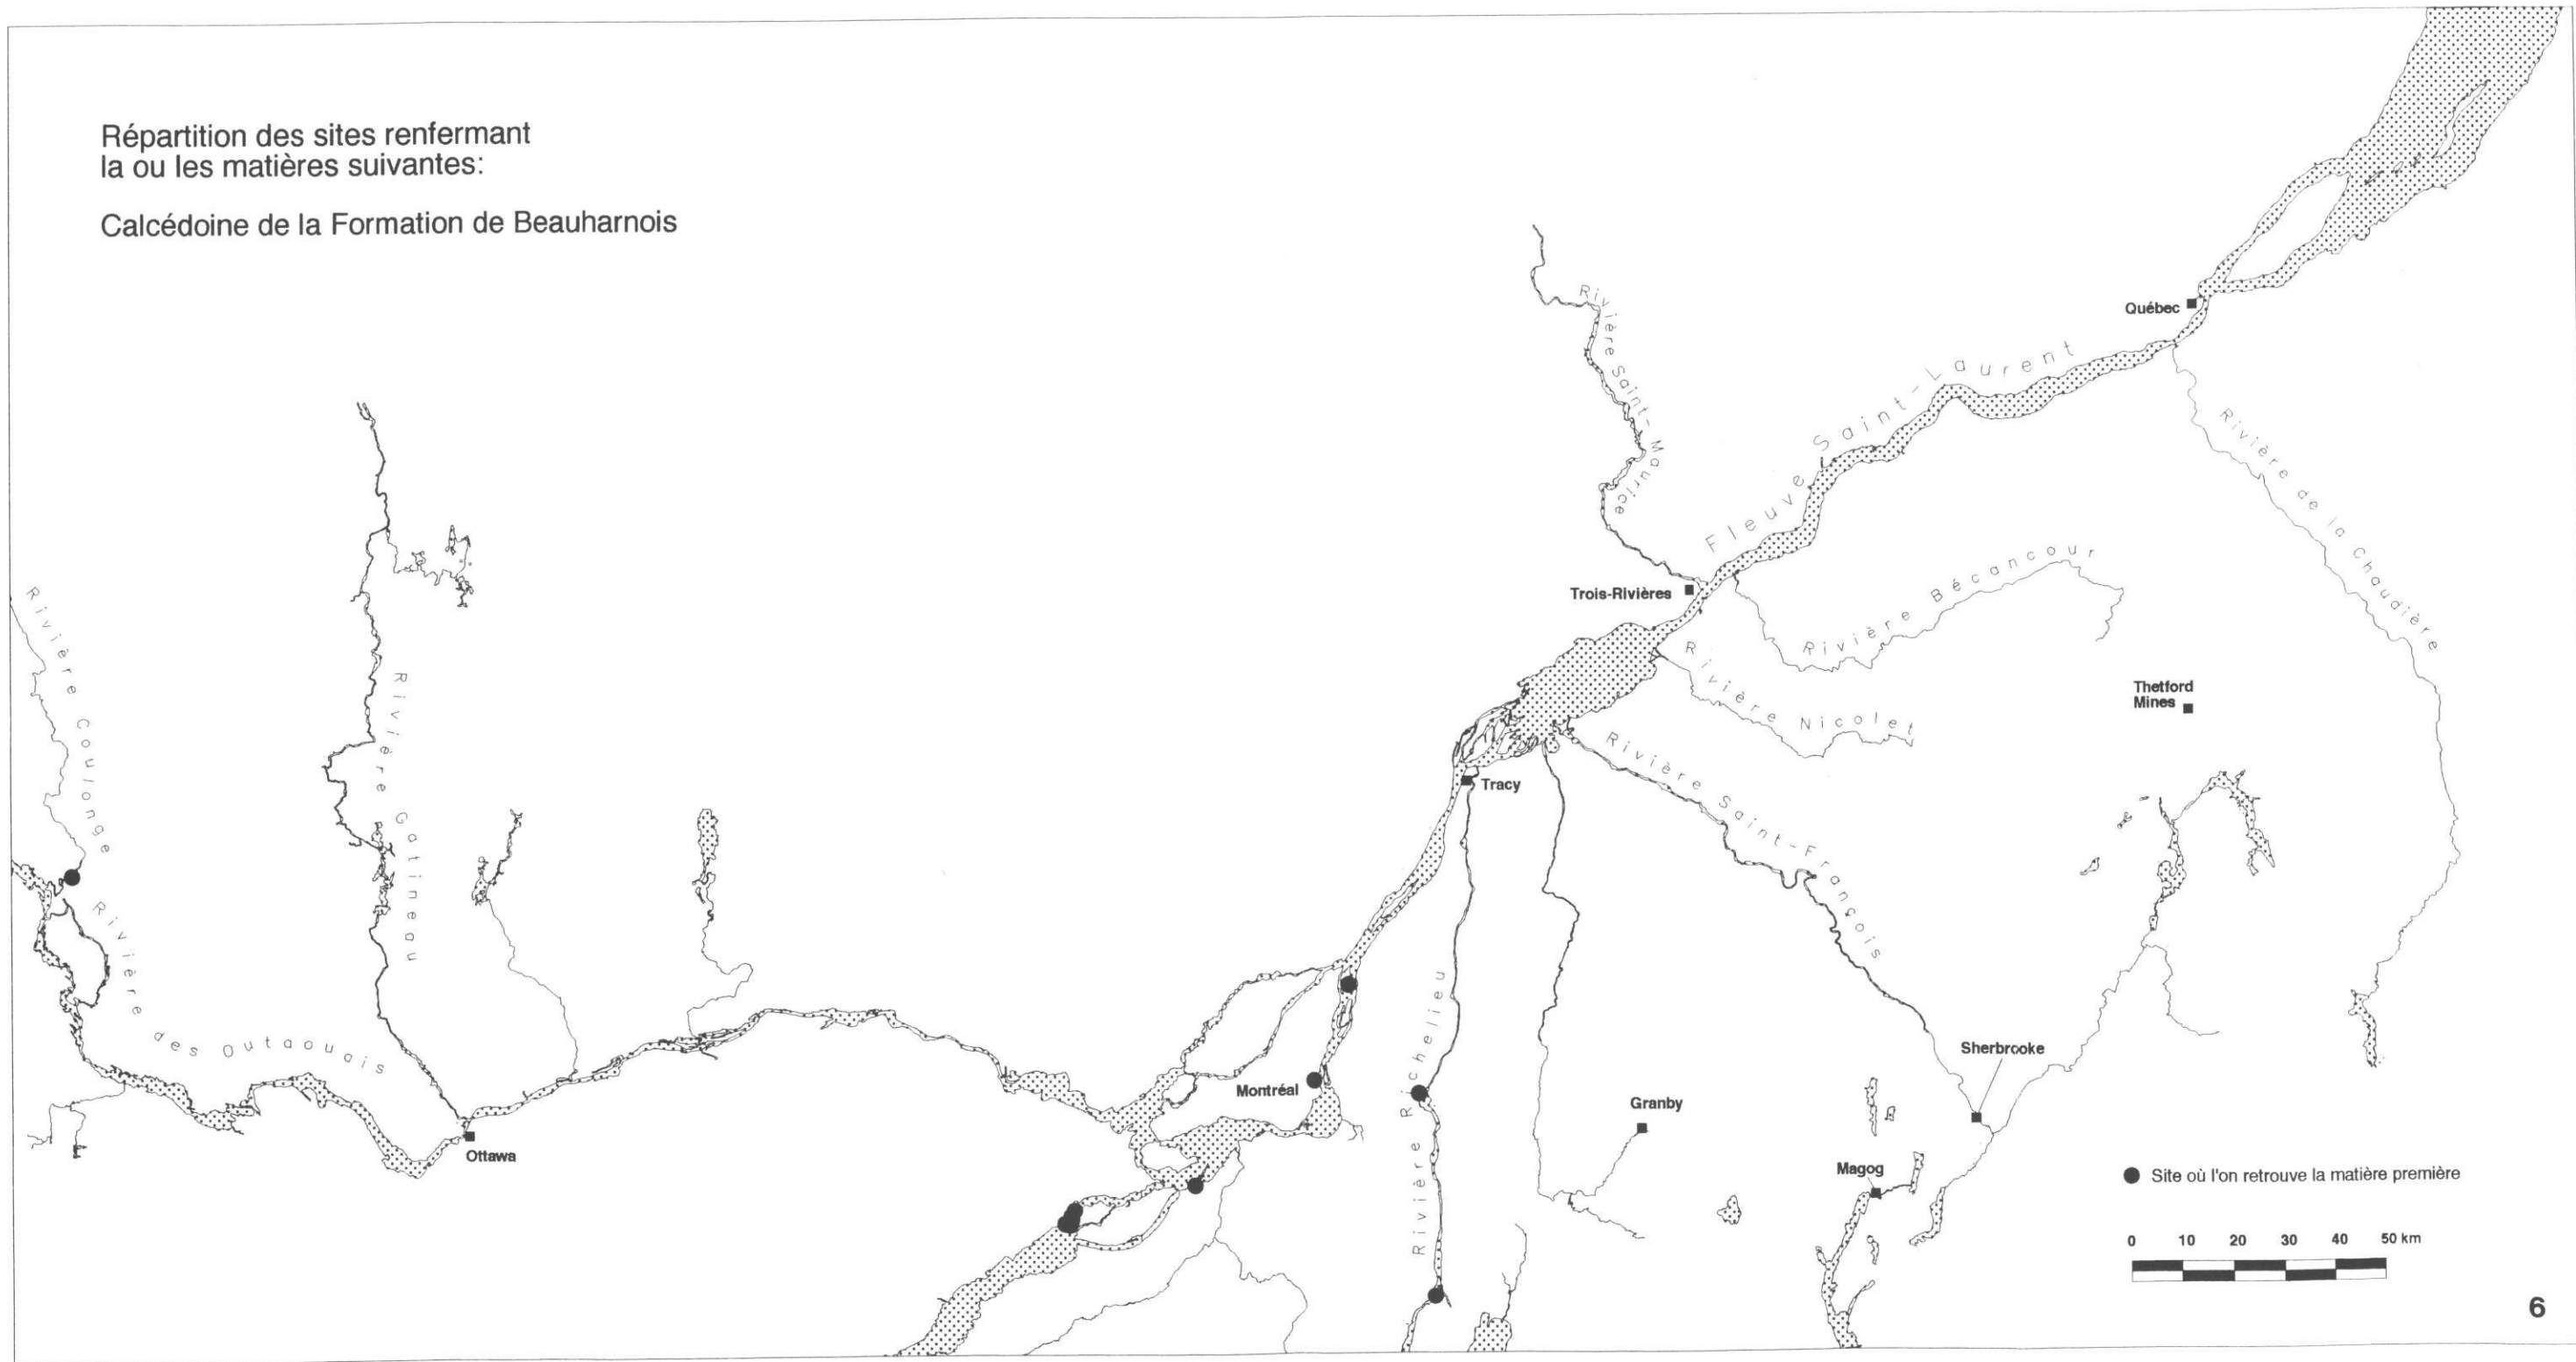 Répartition des sites renfermant
la ou les matières suivantes:
Calcédoine de la Formation de Beauharnois
Rivière Saint-Maurice
Québec
Fleuve Saint-Laurent
Rivière de la Chaudière
Trois-Rivières
Rivière Bécancour
Rivière Nicolet
Thetford
Mines
Rivière Coulonge
Rivière Gatineau
Tracy
Rivière Saint-François
Rivière des Outaouais
Rivière Richelieu
Montréal
Sherbrooke
Granby
Ottawa
Magog
Site où l'on retrouve la matière première
0 10 20 30 40 50 km
6